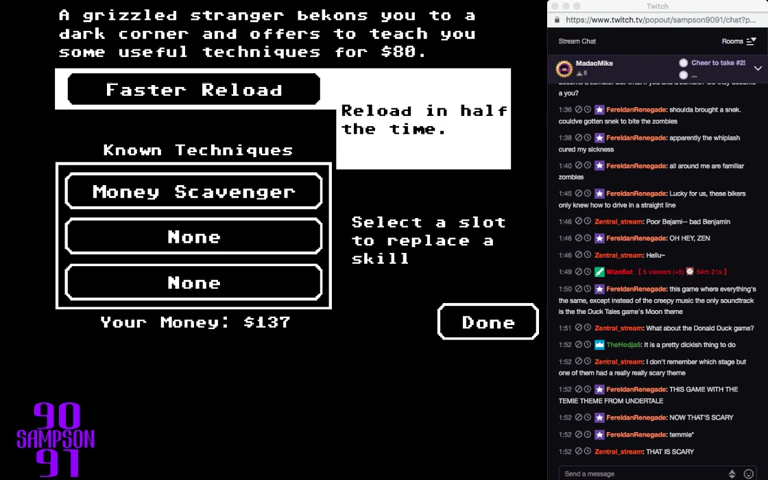 A grizzled stranger bekons you to a
dark corner and offers to teach you
some useful techniques for $80.
Faster Reload
Reload in half
the time.
Known Techniques
Money Scavenger
None
None
Select a slot
to replace a
skill
Your Money: $137
Done
90
SAMPSON
91
Twitch
https://www.twitch.tv/popout/sampson9091/chat?p...
Stream Chat
Rooms
MadaoMike
5
Cheer to take #2!
...
a you?
1:36 FereldanRenegade: shoulda brought a snek.
couldve gotten snek to bite the zombies
1:38 FereldanRenegade: apparently the whiplash
cured my sickness
1:40 FereldanRenegade: all around me are familiar
zombies
1:45 FereldanRenegade: Lucky for us, these bikers
only knew how to drive in a straight line
1:46 Zentral_stream: Poor Bejami-- bad Benjamin
1:46 FereldanRenegade: OH HEY, ZEN
1:46 Zentral_stream: Hellu~
1:49 WizeBot [ 5 viewers (+5) 54m 21s ]
1:50 FereldanRenegade: this game where everything's
the same, except instead of the creepy music the only soundtrack
is the Duck Tales game's Moon theme
1:51 Zentral_stream: What about the Donald Duck game?
1:52 TheHodjaS: It is a pretty dickish thing to do
1:52 Zentral_stream: I don't remember which stage but
one of them had a really really scary theme
1:52 FereldanRenegade: THIS GAME WITH THE
TEMIE THEME FROM UNDERTALE
1:52 FereldanRenegade: NOW THAT'S SCARY
1:52 FereldanRenegade: temmie*
1:52 Zentral_stream: THAT IS SCARY
Send a message